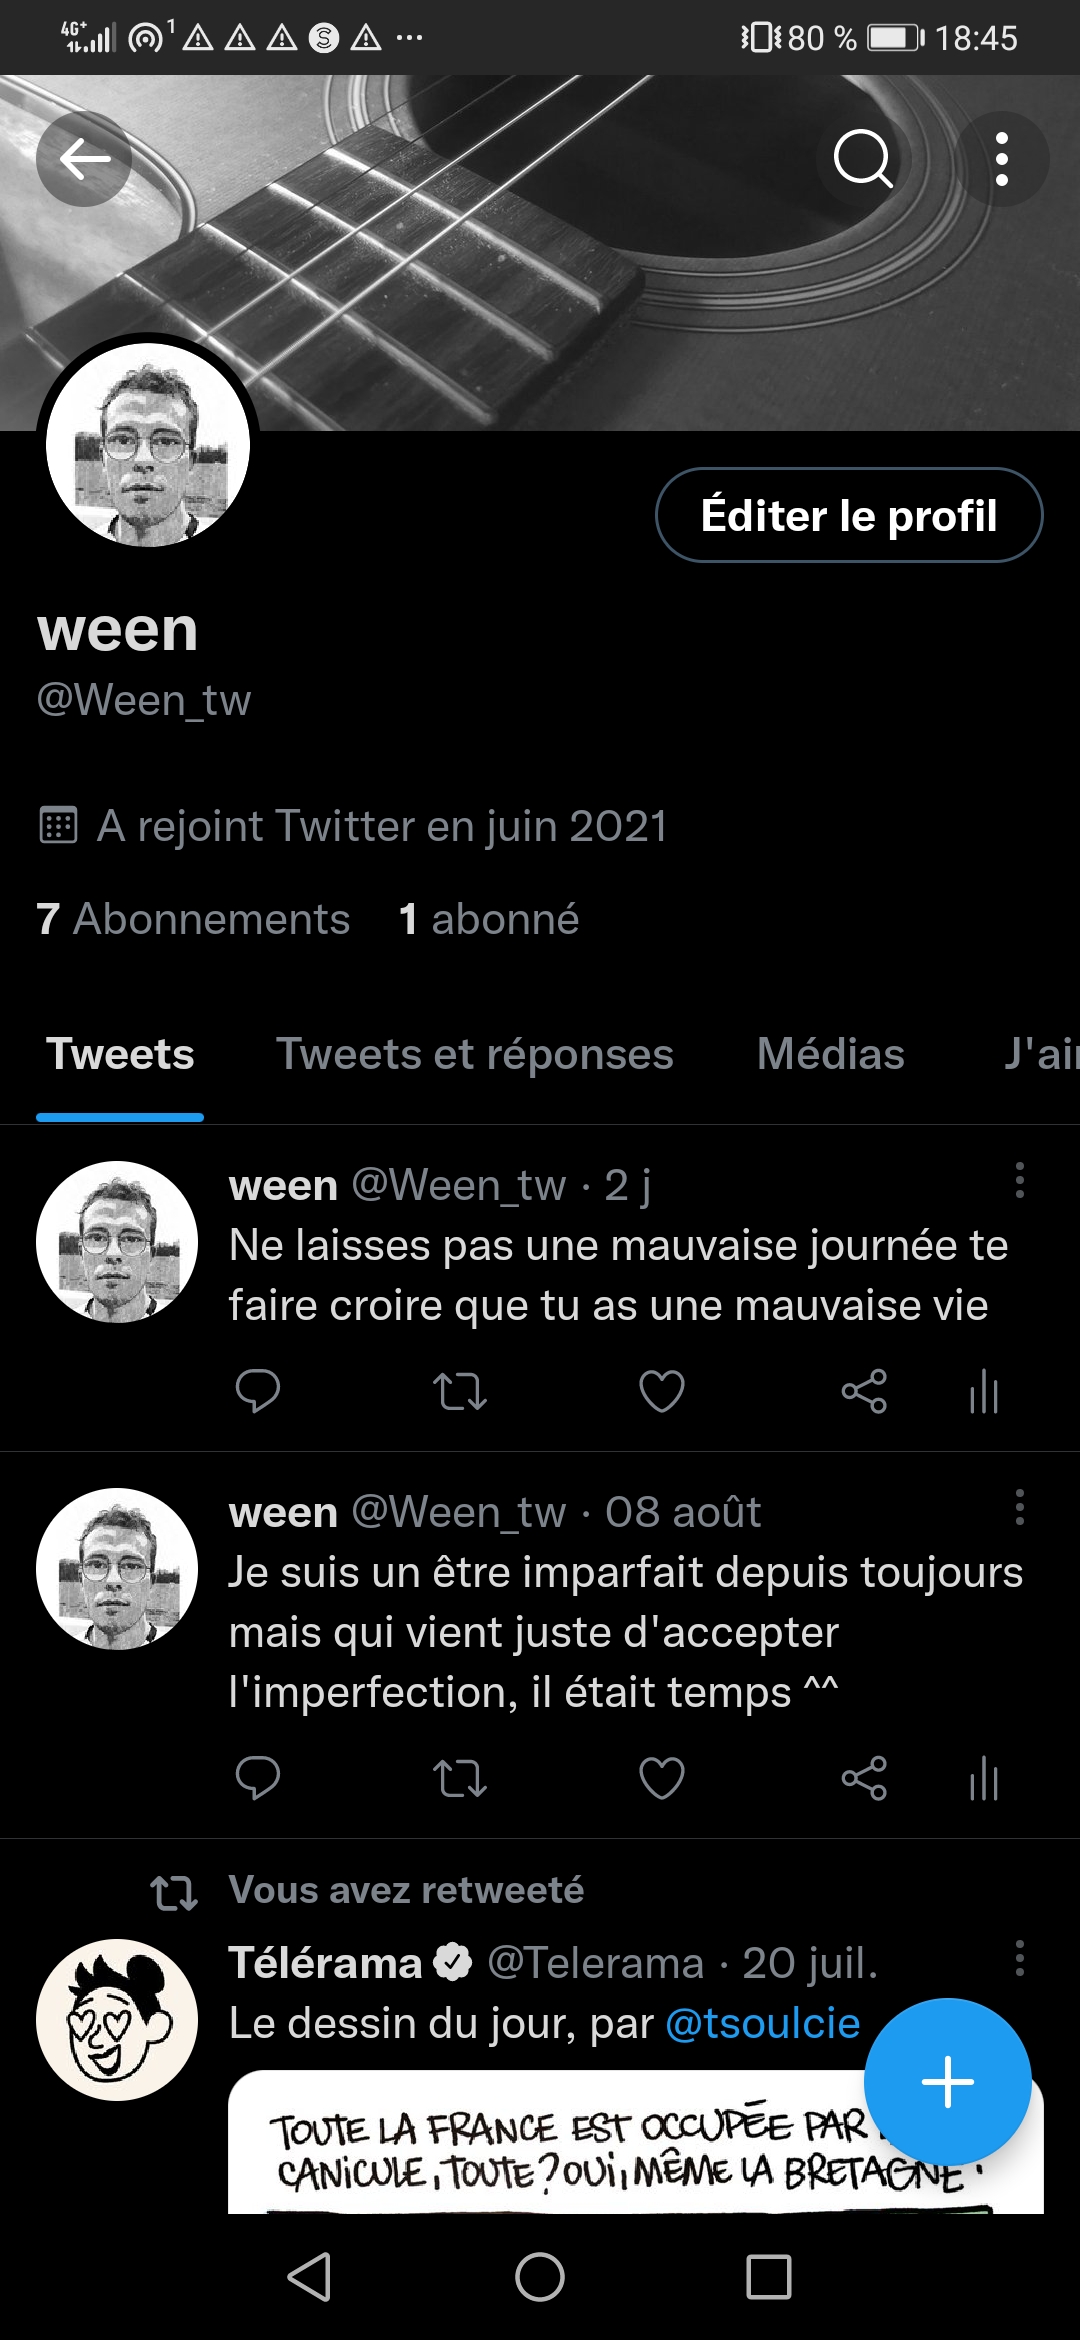 4G+ 1 80 % 18:45
Éditer le profil
ween
@Ween_tw
A rejoint Twitter en juin 2021
7 Abonnements 1 abonné
Tweets Tweets et réponses Médias J'ai
ween @Ween_tw · 2 j
Ne laisses pas une mauvaise journée te
faire croire que tu as une mauvaise vie
ween @Ween_tw · 08 août
Je suis un être imparfait depuis toujours
mais qui vient juste d'accepter
l'imperfection, il était temps ^^
Vous avez retweeté
Télérama @Telerama · 20 juil.
Le dessin du jour, par @tsoulcie
TOUTE LA FRANCE EST OCCUPÉE PAR
CANICULE, TOUTE? OUI, MÊME LA BRETAGNE.